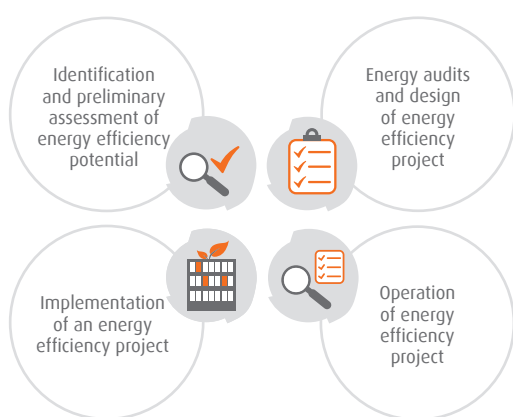 Identification
and preliminary
assessment of
energy efficiency
potential
Energy audits
and design
of energy
efficiency
project
Implementation
of an energy
efficiency project
Operation
of energy
efficiency
project